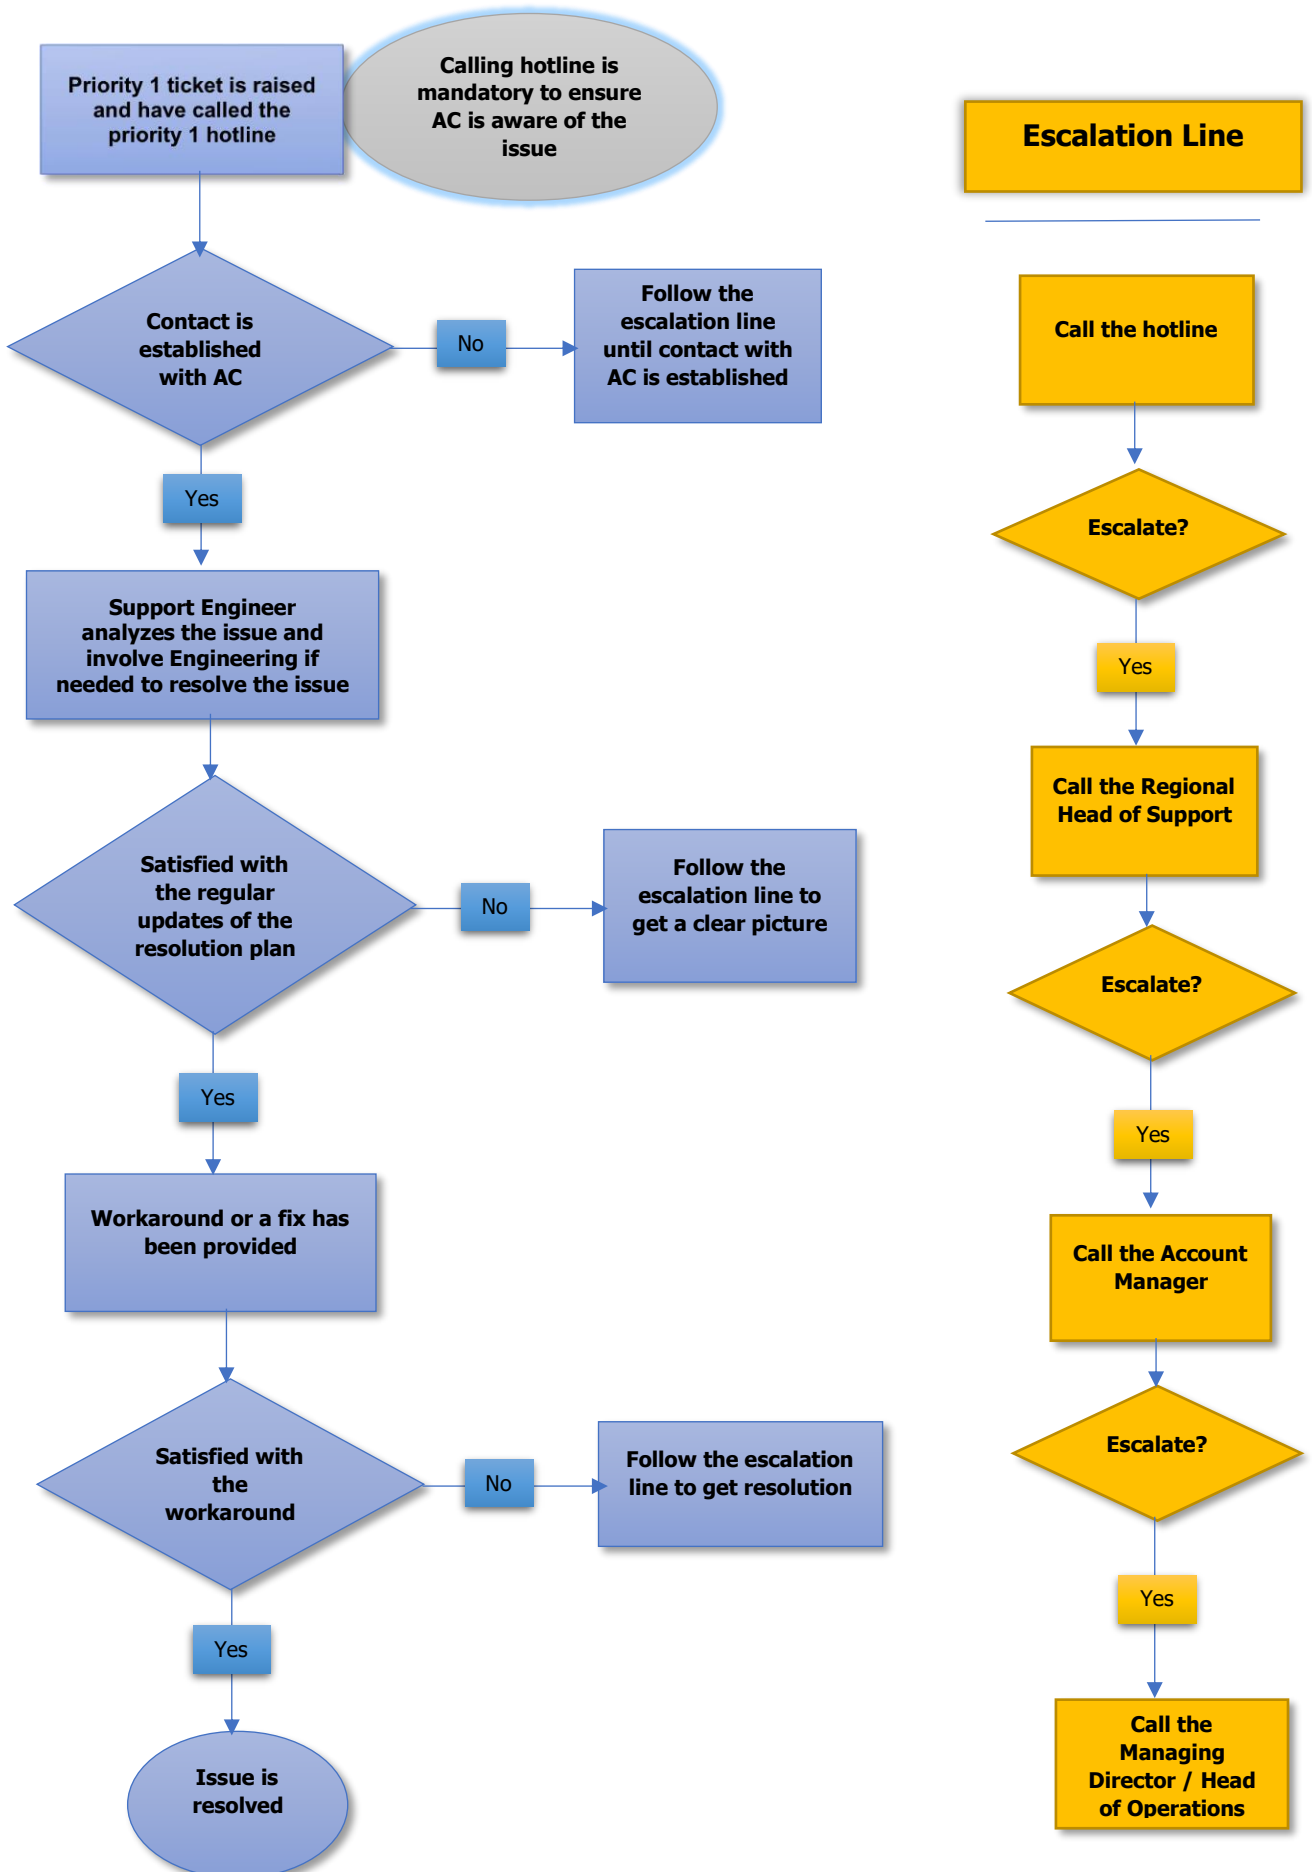 Priority 1 ticket is raised
and have called the
priority 1 hotline
Calling hotline is
mandatory to ensure
AC is aware of the
issue
Contact is
established
with AC
No
Follow the
escalation line
until contact with
AC is established
Yes
Support Engineer
analyzes the issue and
involve Engineering if
needed to resolve the issue
Satisfied with
the regular
updates of the
resolution plan
No
Follow the
escalation line to
get a clear picture
Yes
Workaround or a fix has
been provided
Satisfied with
the
workaround
No
Follow the escalation
line to get resolution
Yes
Issue is
resolved
Escalation Line
Call the hotline
Escalate?
Yes
Call the Regional
Head of Support
Escalate?
Yes
Call the Account
Manager
Escalate?
Yes
Call the
Managing
Director / Head
of Operations